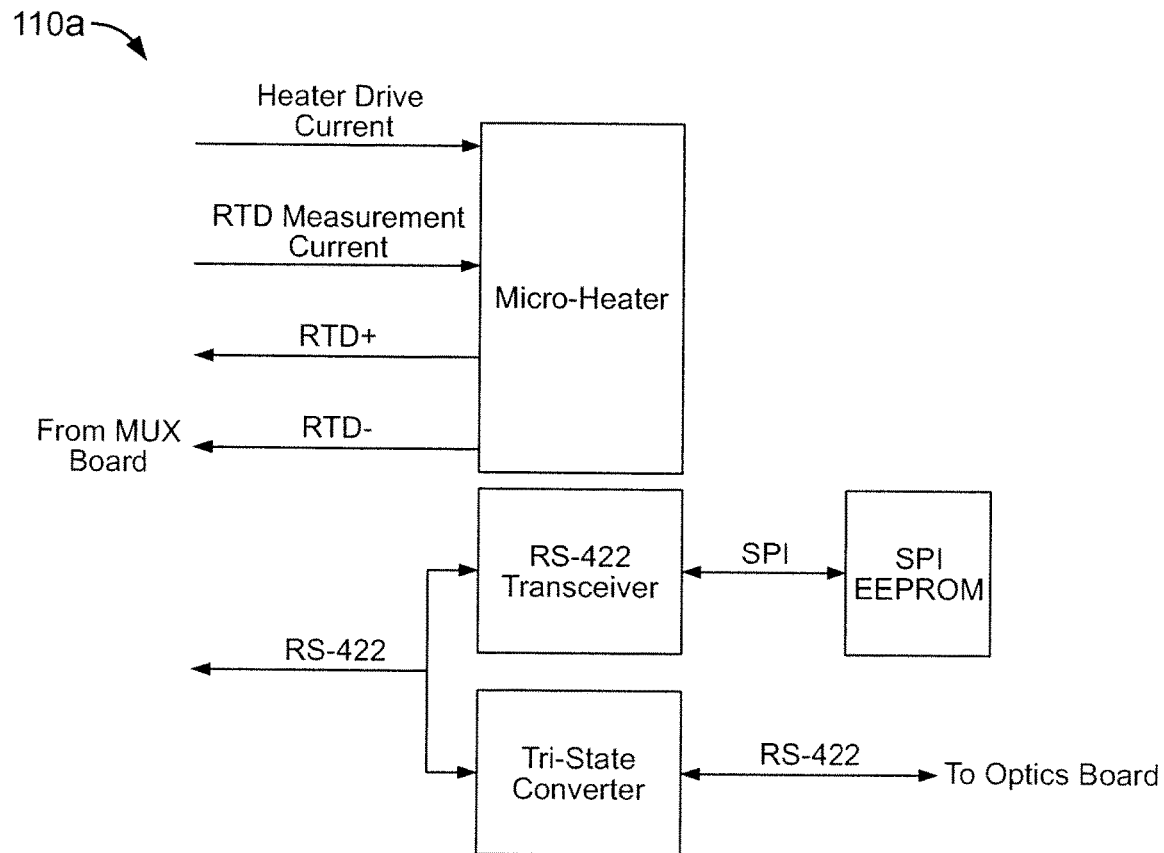 110a
Heater Drive
Current
RTD Measurement
Current
Micro-Heater
RTD+
From MUX
Board
RTD-
RS-422
Transceiver
SPI
SPI
EEPROM
RS-422
Tri-State
Converter
RS-422
To Optics Board